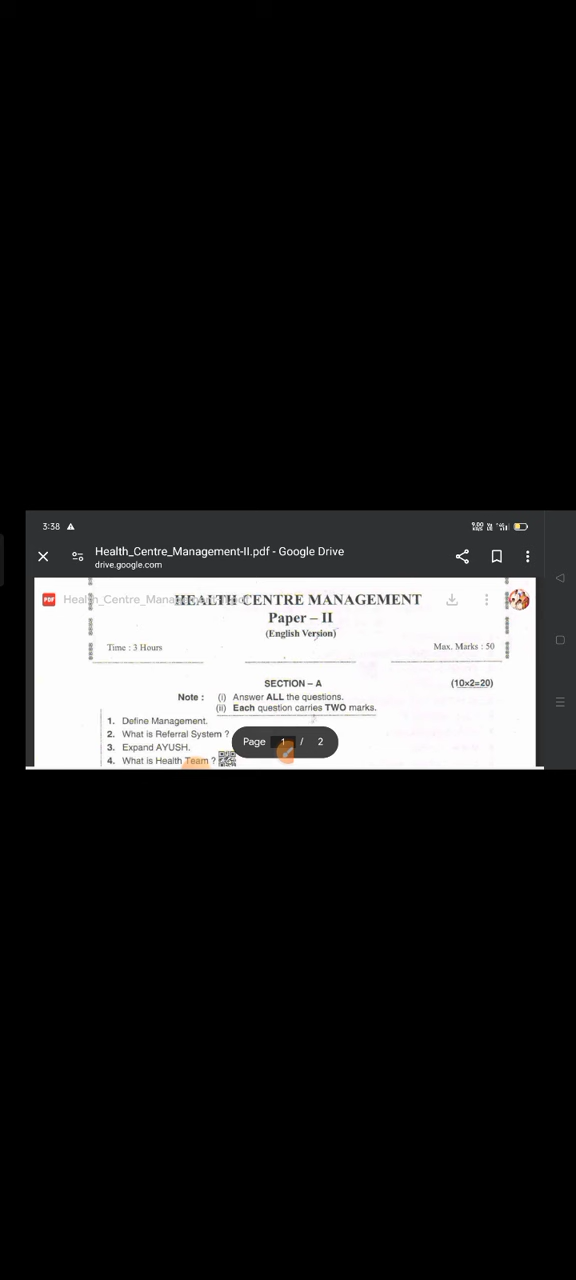 3:38
Health_Centre_Management-II.pdf - Google Drive
drive.google.com
PDF
HEALTH CENTRE MANAGEMENT
Paper – II
(English Version)
Time : 3 Hours
Max. Marks : 50
SECTION – A
(10×2=20)
Note : (i) Answer ALL the questions.
(ii) Each question carries TWO marks.
1. Define Management.
2. What is Referral System ?
3. Expand AYUSH.
4. What is Health Team ?
Page 1 / 2